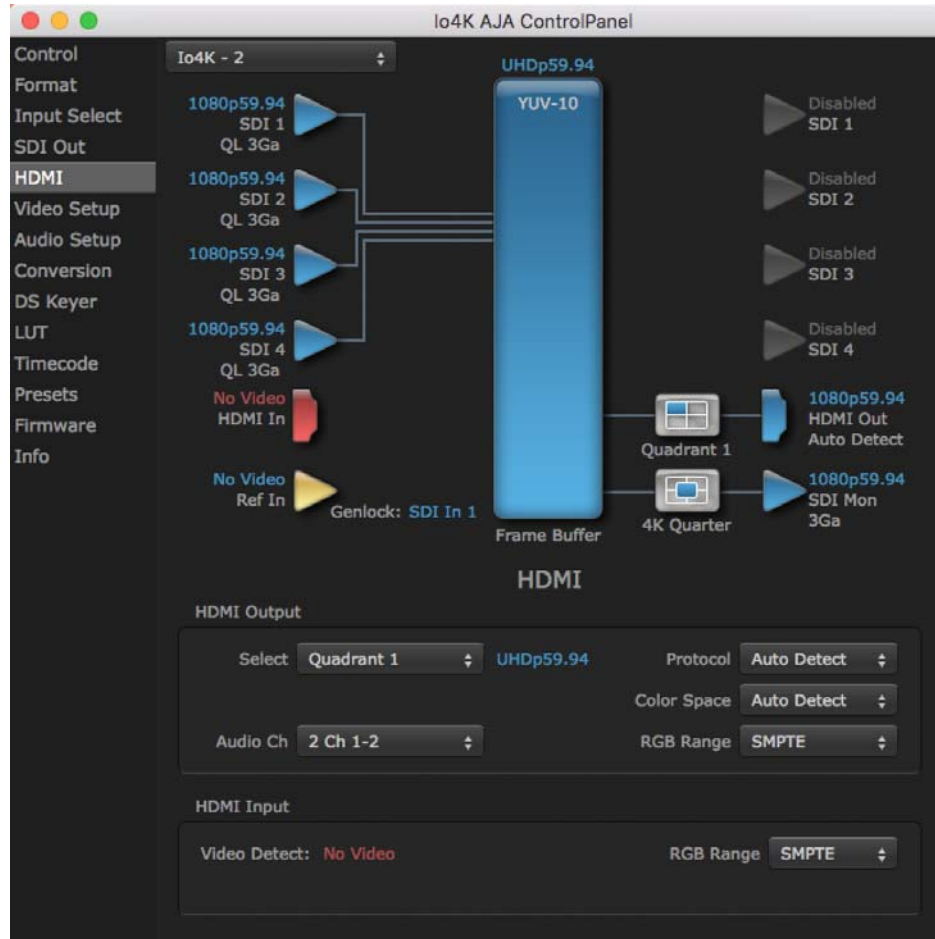 Io4K AJA ControlPanel
Control
Format
Input Select
SDI Out
HDMI
Video Setup
Audio Setup
Conversion
DS Keyer
LUT
Timecode
Presets
Firmware
Info
Io4K - 2
UHDp59.94
YUV-10
1080p59.94
SDI 1
QL 3Ga
1080p59.94
SDI 2
QL 3Ga
1080p59.94
SDI 3
QL 3Ga
1080p59.94
SDI 4
QL 3Ga
No Video
HDMI In
No Video
Ref In
Genlock: SDI In 1
Frame Buffer
Disabled
SDI 1
Disabled
SDI 2
Disabled
SDI 3
Disabled
SDI 4
Quadrant 1
1080p59.94
HDMI Out
Auto Detect
4K Quarter
1080p59.94
SDI Mon
3Ga
HDMI
HDMI Output
Select Quadrant 1 UHDp59.94 Protocol Auto Detect
Color Space Auto Detect
Audio Ch 2 Ch 1-2 RGB Range SMPTE
HDMI Input
Video Detect: No Video RGB Range SMPTE